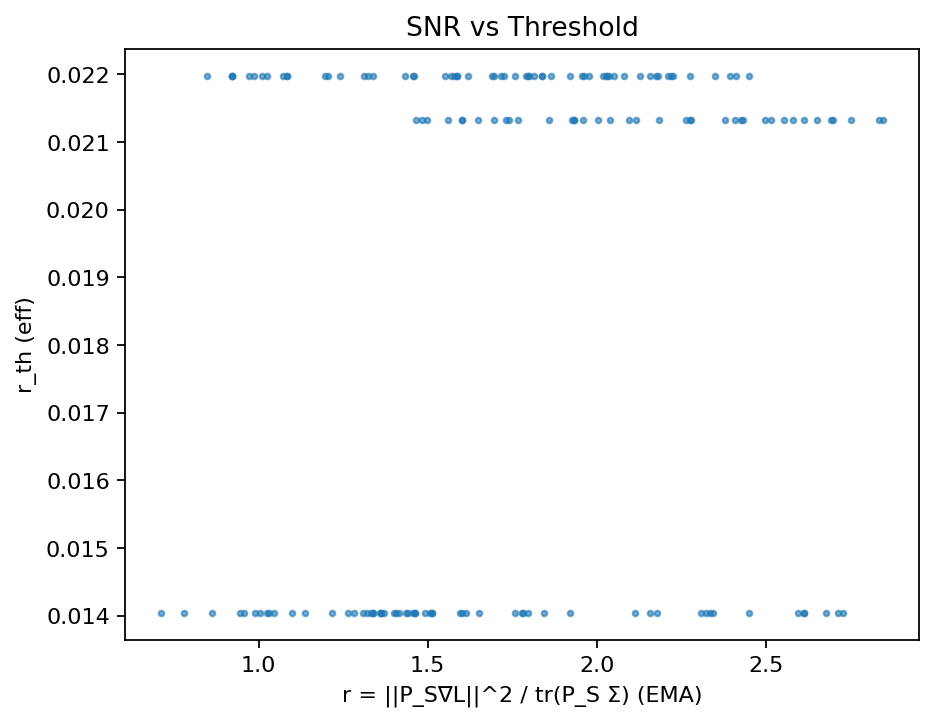 SNR vs Threshold
0.022
0.021
0.020
0.019
0.018
0.017
0.016
0.015
0.014
r_th (eff)
1.0 1.5 2.0 2.5
r = ||P_S∇L||^2 / tr(P_S Σ) (EMA)